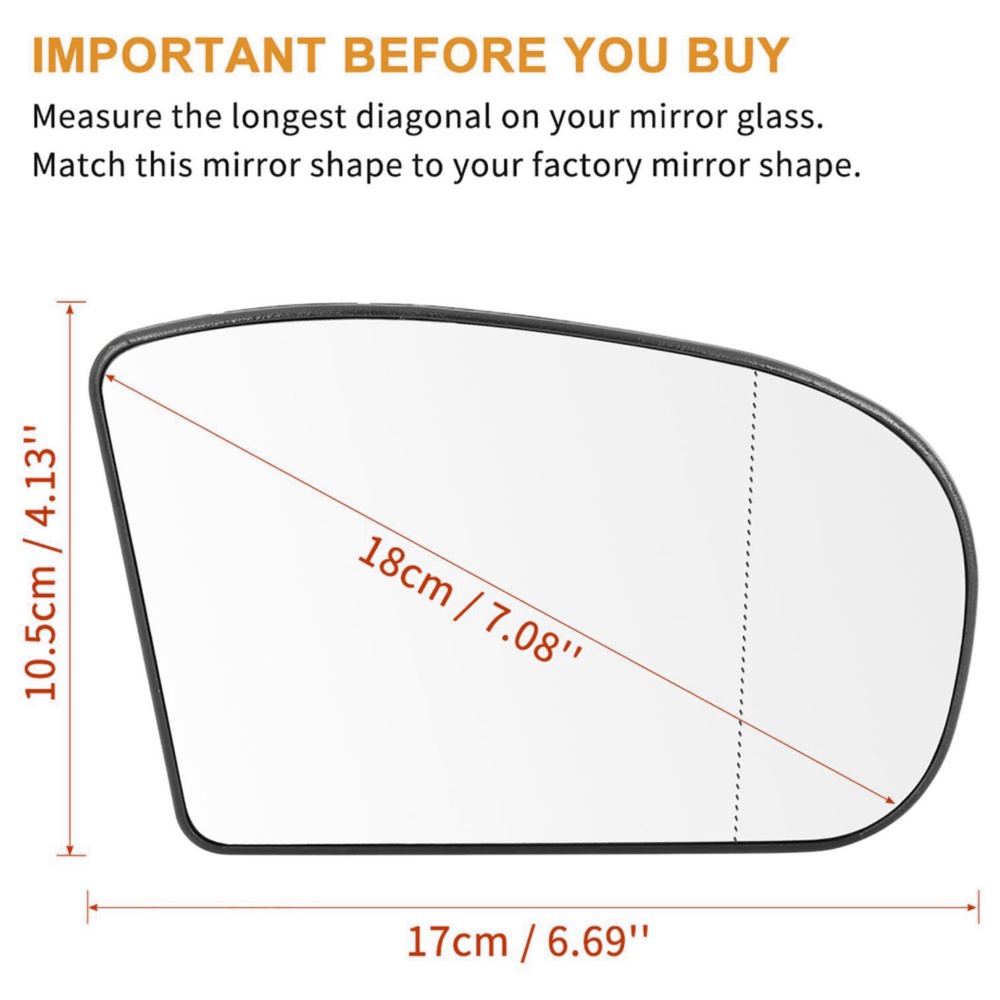 IMPORTANT BEFORE YOU BUY
Measure the longest diagonal on your mirror glass.
Match this mirror shape to your factory mirror shape.
10.5cm / 4.13''
18cm / 7.08''
17cm / 6.69''